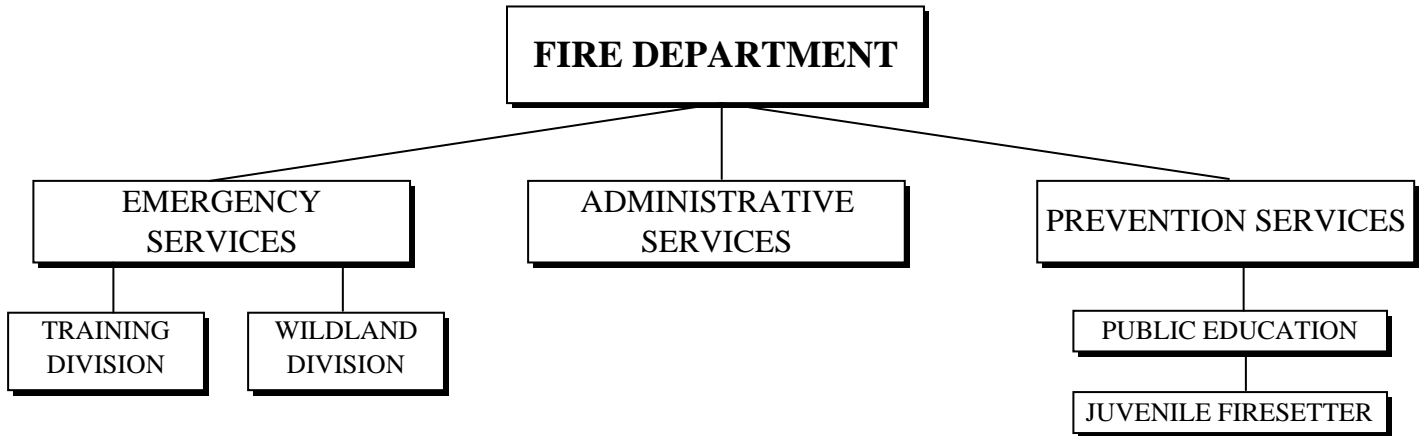 FIRE DEPARTMENT
EMERGENCY
SERVICES
ADMINISTRATIVE
SERVICES
PREVENTION SERVICES
TRAINING
DIVISION
WILDLAND
DIVISION
PUBLIC EDUCATION
JUVENILE FIRESETTER